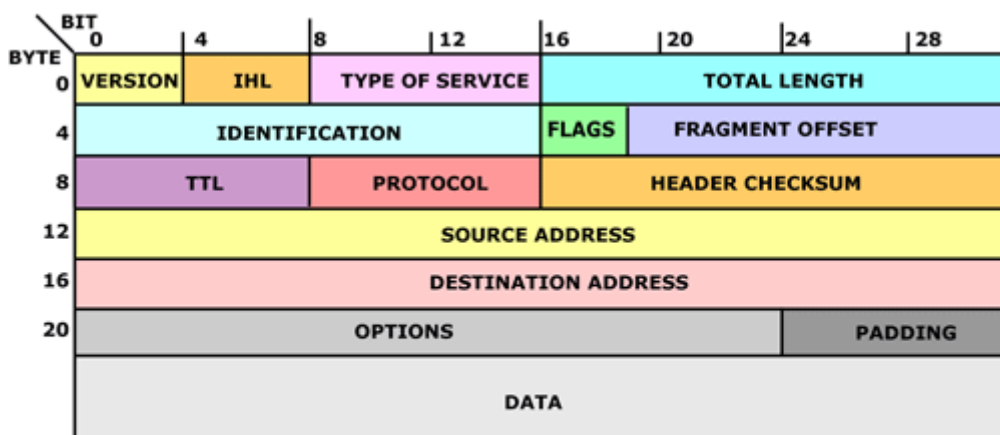 BIT
0 4 8 12 16 20 24 28
BYTE
0 VERSION IHL TYPE OF SERVICE TOTAL LENGTH
4 IDENTIFICATION FLAGS FRAGMENT OFFSET
8 TTL PROTOCOL HEADER CHECKSUM
12 SOURCE ADDRESS
16 DESTINATION ADDRESS
20 OPTIONS PADDING
DATA